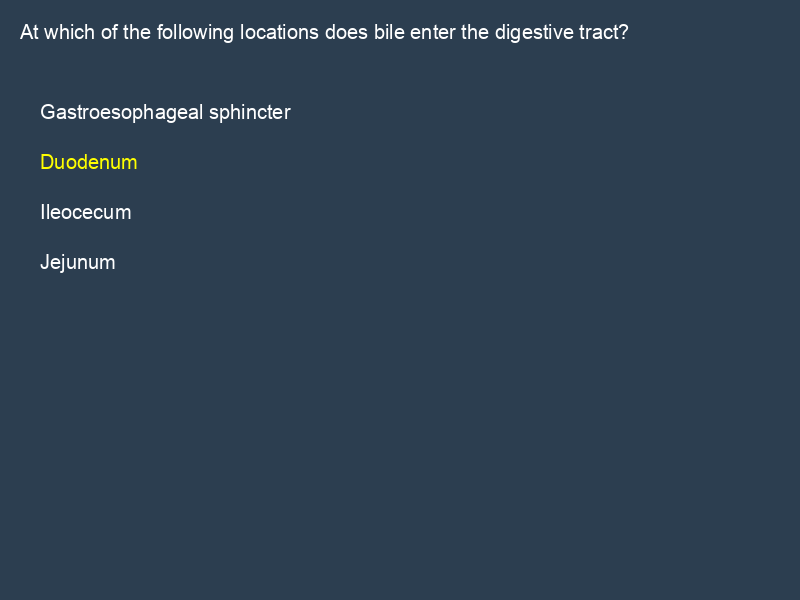 At which of the following locations does bile enter the digestive tract?
Gastroesophageal sphincter
Duodenum
Ileocecum
Jejunum